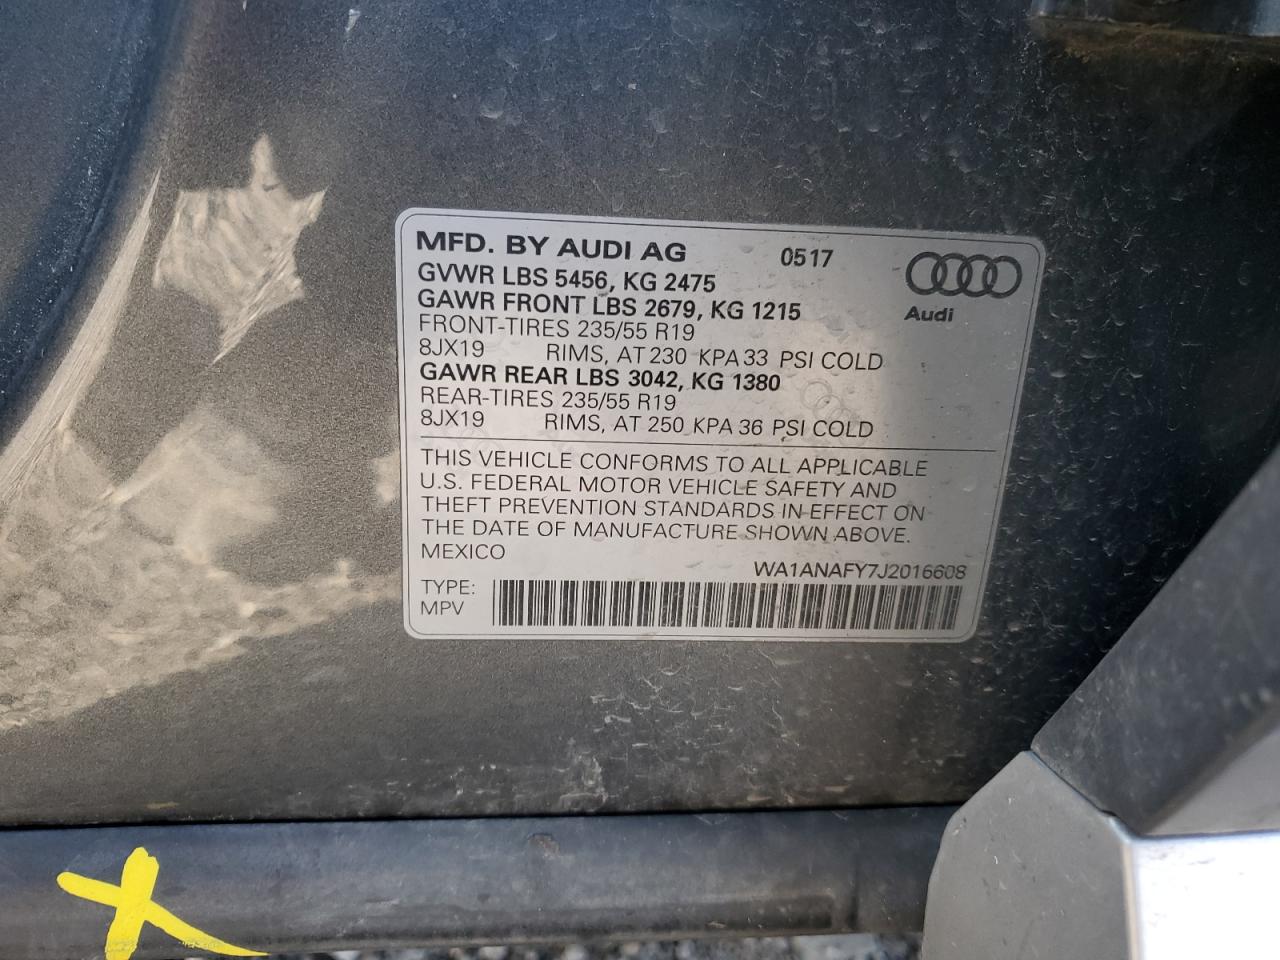 MFD. BY AUDI AG 0517
GVWR LBS 5456, KG 2475
GAWR FRONT LBS 2679, KG 1215
Audi
FRONT-TIRES 235/55 R19
8JX19 RIMS, AT 230 KPA 33 PSI COLD
GAWR REAR LBS 3042, KG 1380
REAR-TIRES 235/55 R19
8JX19 RIMS, AT 250 KPA 36 PSI COLD
THIS VEHICLE CONFORMS TO ALL APPLICABLE
U.S. FEDERAL MOTOR VEHICLE SAFETY AND
THEFT PREVENTION STANDARDS IN EFFECT ON
THE DATE OF MANUFACTURE SHOWN ABOVE.
MEXICO
WA1ANAFY7J2016608
TYPE:
MPV
X